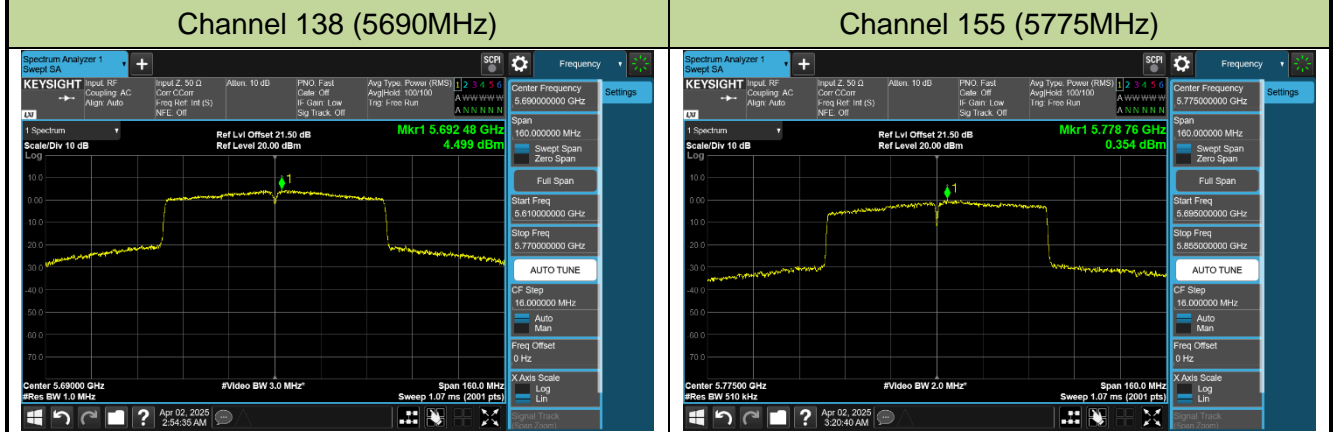 Channel 138 (5690MHz)
Spectrum Analyzer 1
Swept SA
SCPI
Frequency
KEYSIGHT
Input: RF
Coupling: AC
Align: Auto
Input Z: 50 Ω
Corr CCorr
Freq Ref: Int (S)
NFE: Off
Atten: 10 dB
PNO: Fast
Gate: Off
IF Gain: Low
Sig Track: Off
Avg Type: Power (RMS)
Avg|Hold: 100/100
Trig: Free Run
1 2 3 4 5 6
A W W W W W
A N N N N N
LXI
1 Spectrum
Scale/Div 10 dB
Log
Ref Lvl Offset 21.50 dB
Ref Level 20.00 dBm
Mkr1 5.692 48 GHz
4.499 dBm
1
10.0
0.00
-10.0
-20.0
-30.0
-40.0
-50.0
-60.0
-70.0
Center 5.69000 GHz
#Res BW 1.0 MHz
#Video BW 3.0 MHz*
Span 160.0 MHz
Sweep 1.07 ms (2001 pts)
Center Frequency
5.690000000 GHz
Settings
Span
160.000000 MHz
Swept Span
Zero Span
Full Span
Start Freq
5.610000000 GHz
Stop Freq
5.770000000 GHz
AUTO TUNE
CF Step
16.000000 MHz
Auto
Man
Freq Offset
0 Hz
X Axis Scale
Log
Lin
Signal Track
(Span Zoom)
Apr 02, 2025
2:54:35 AM
Channel 155 (5775MHz)
Spectrum Analyzer 1
Swept SA
SCPI
Frequency
KEYSIGHT
Input: RF
Coupling: AC
Align: Auto
Input Z: 50 Ω
Corr CCorr
Freq Ref: Int (S)
NFE: Off
Atten: 10 dB
PNO: Fast
Gate: Off
IF Gain: Low
Sig Track: Off
Avg Type: Power (RMS)
Avg|Hold: 100/100
Trig: Free Run
1 2 3 4 5 6
A W W W W W
A N N N N N
LXI
1 Spectrum
Scale/Div 10 dB
Log
Ref Lvl Offset 21.50 dB
Ref Level 20.00 dBm
Mkr1 5.778 76 GHz
0.354 dBm
1
10.0
0.00
-10.0
-20.0
-30.0
-40.0
-50.0
-60.0
-70.0
Center 5.77500 GHz
#Res BW 510 kHz
#Video BW 2.0 MHz*
Span 160.0 MHz
Sweep 1.07 ms (2001 pts)
Center Frequency
5.775000000 GHz
Settings
Span
160.000000 MHz
Swept Span
Zero Span
Full Span
Start Freq
5.695000000 GHz
Stop Freq
5.855000000 GHz
AUTO TUNE
CF Step
16.000000 MHz
Auto
Man
Freq Offset
0 Hz
X Axis Scale
Log
Lin
Signal Track
(Span Zoom)
Apr 02, 2025
3:20:40 AM